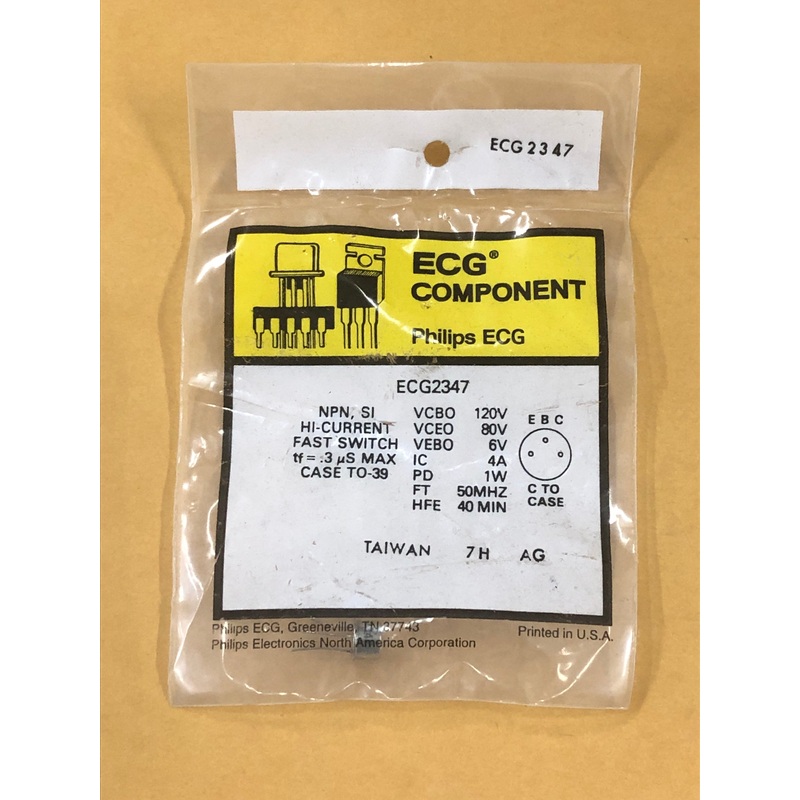 ECG2347
ECG®
COMPONENT
Philips ECG
ECG2347
NPN, SI VCBO 120V
HI-CURRENT VCEO 80V
FAST SWITCH VEBO 6V
tf = .3 µS MAX IC 4A
CASE TO-39 PD 1W
FT 50MHZ
HFE 40 MIN
E B C
C TO
CASE
TAIWAN 7H AG
Philips ECG, Greeneville, TN 37743
Philips Electronics North America Corporation
Printed in U.S.A.